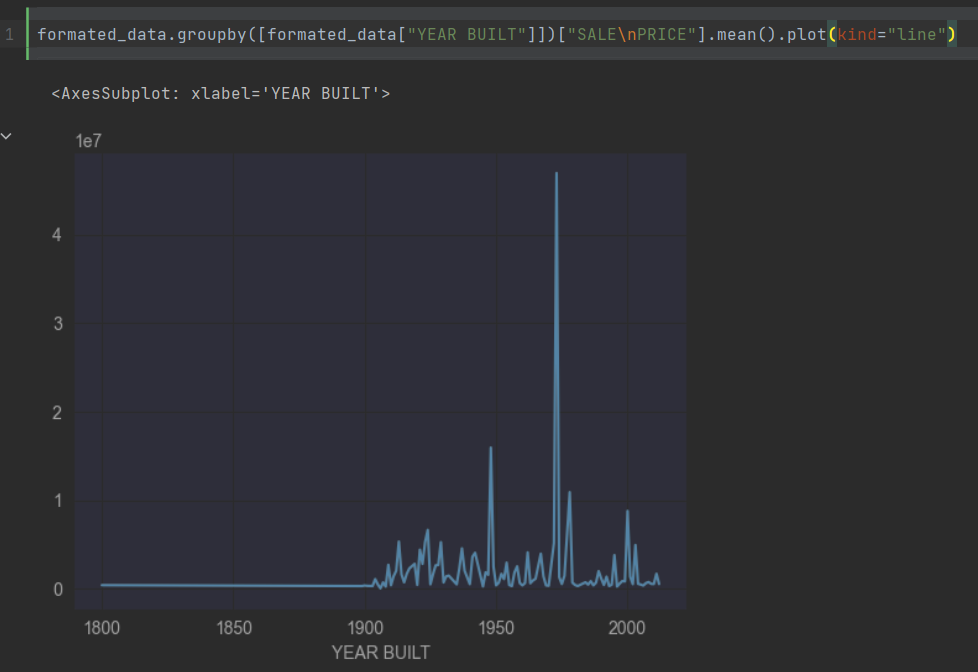 1 formated_data.groupby([formated_data["YEAR BUILT"]])["SALE\nPRICE"].mean().plot(kind="line")
<AxesSubplot: xlabel='YEAR BUILT'>
1e7
4
3
2
1
0
1800 1850 1900 1950 2000
YEAR BUILT